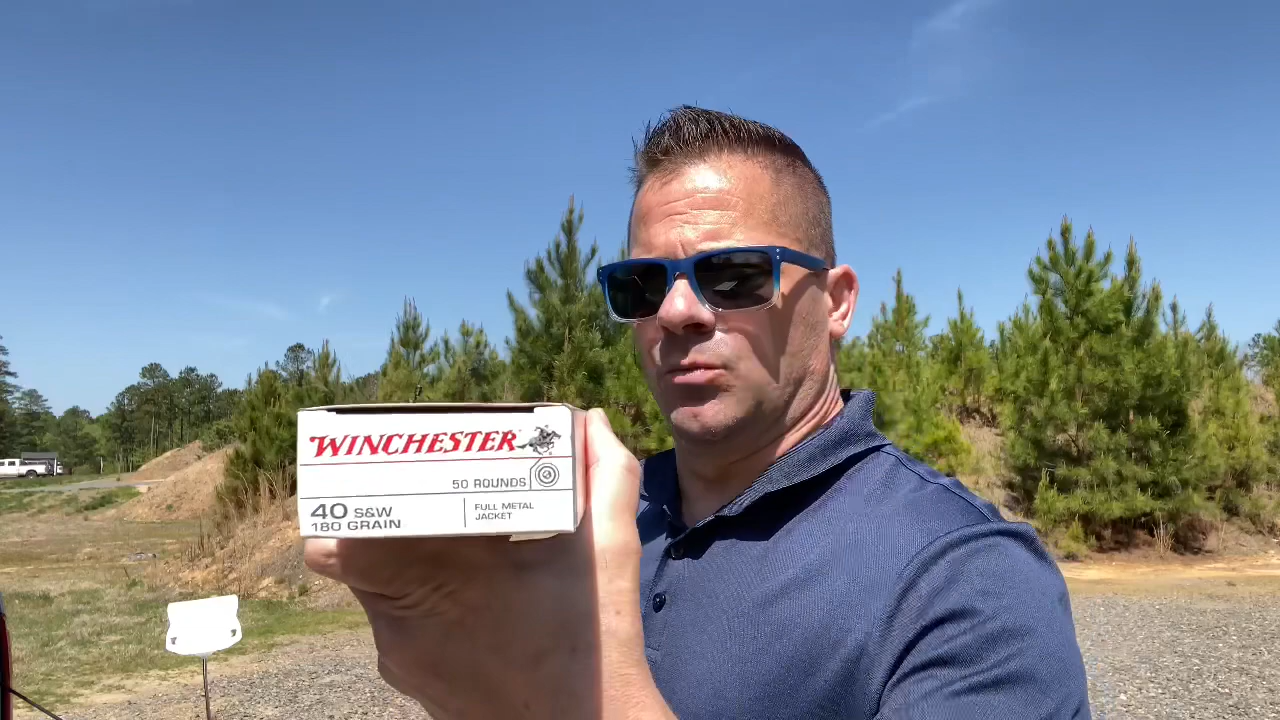 WINCHESTER
50 ROUNDS
40 S&W
180 GRAIN
FULL METAL
JACKET